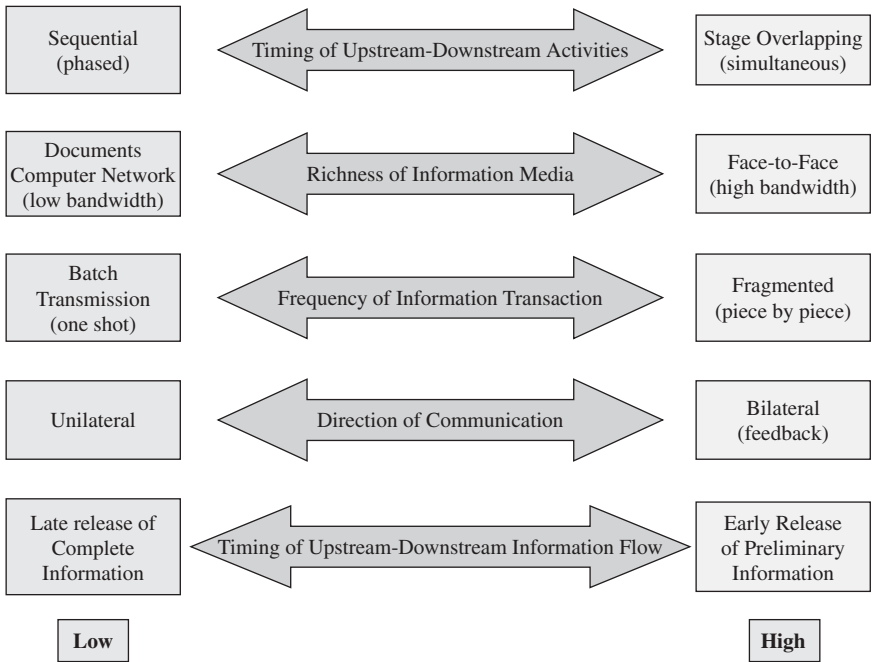 Sequential
(phased)
Timing of Upstream-Downstream Activities
Stage Overlapping
(simultaneous)
Documents
Computer Network
(low bandwidth)
Richness of Information Media
Face-to-Face
(high bandwidth)
Batch
Transmission
(one shot)
Frequency of Information Transaction
Fragmented
(piece by piece)
Unilateral
Direction of Communication
Bilateral
(feedback)
Late release of
Complete
Information
Timing of Upstream-Downstream Information Flow
Early Release
of Preliminary
Information
Low
High